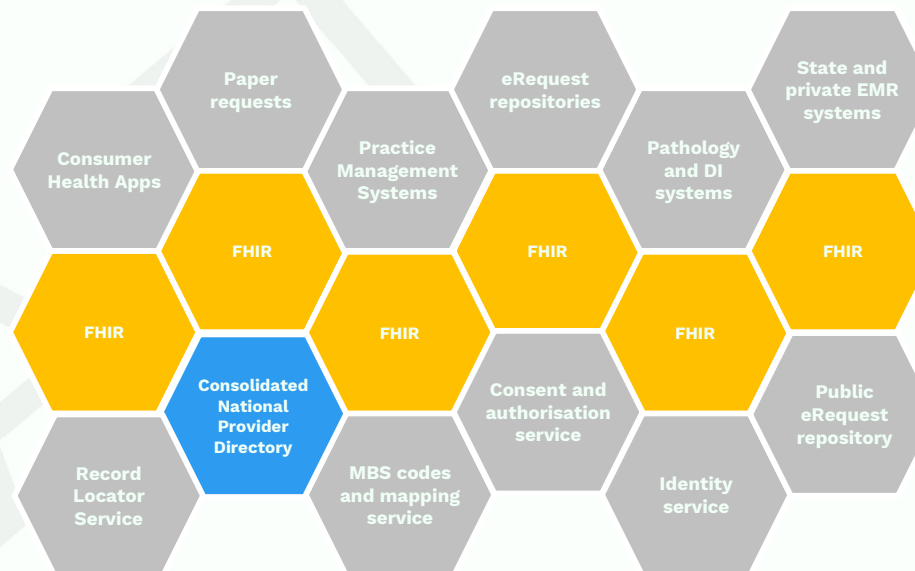 Paper
requests
eRequest
repositories
State and
private EMR
systems
Consumer
Health Apps
Practice
Management
Systems
Pathology
and DI
systems
FHIR
FHIR
FHIR
FHIR
FHIR
FHIR
Consolidated
National
Provider
Directory
Consent and
authorisation
service
Public
eRequest
repository
Record
Locator
Service
MBS codes
and mapping
service
Identity
service